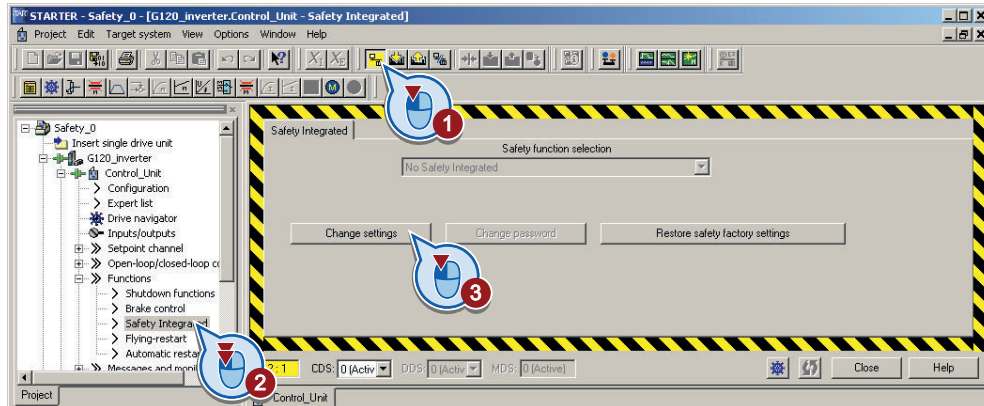 STARTER - Safety_0 - [G120_inverter.Control_Unit - Safety Integrated]
Project Edit Target system View Options Window Help
1
Safety_0
Insert single drive unit
G120_inverter
Control_Unit
Configuration
Expert list
Drive navigator
Inputs/outputs
Setpoint channel
Open-loop/closed-loop co
Functions
Shutdown functions
Brake control
Safety Integrated
Flying-restart
Automatic restar
Messages and moni
2
Project
Safety Integrated
Safety function selection
No Safety Integrated
Change settings
Change password
Restore safety factory settings
3
CDS: 0 (Activ DDS: 0 (Activ MDS: 0 (Active)
Close
Help
Control_Unit